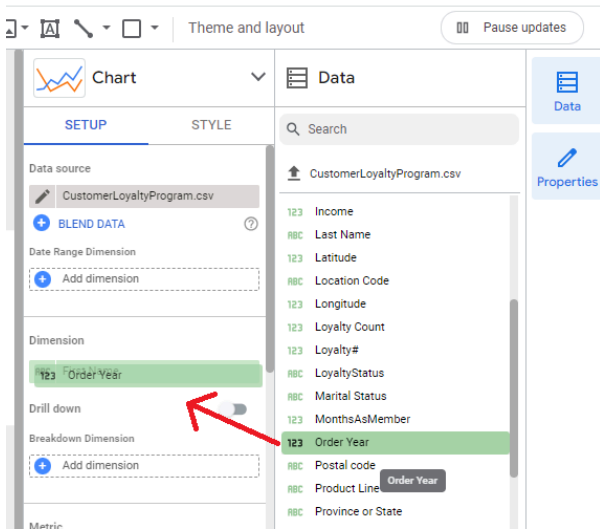 Theme and layout
Pause updates
Chart
SETUP
STYLE
Data source
CustomerLoyaltyProgram.csv
BLEND DATA
Date Range Dimension
Add dimension
Dimension
ABC First Name
123 Order Year
Drill down
Breakdown Dimension
Add dimension
Metric
Data
Search
CustomerLoyaltyProgram.csv
123 Income
ABC Last Name
123 Latitude
ABC Location Code
123 Longitude
123 Loyalty Count
123 Loyalty#
ABC LoyaltyStatus
ABC Marital Status
123 MonthsAsMember
123 Order Year
ABC Postal code
ABC Product Line
Order Year
ABC Province or State
Data
Properties